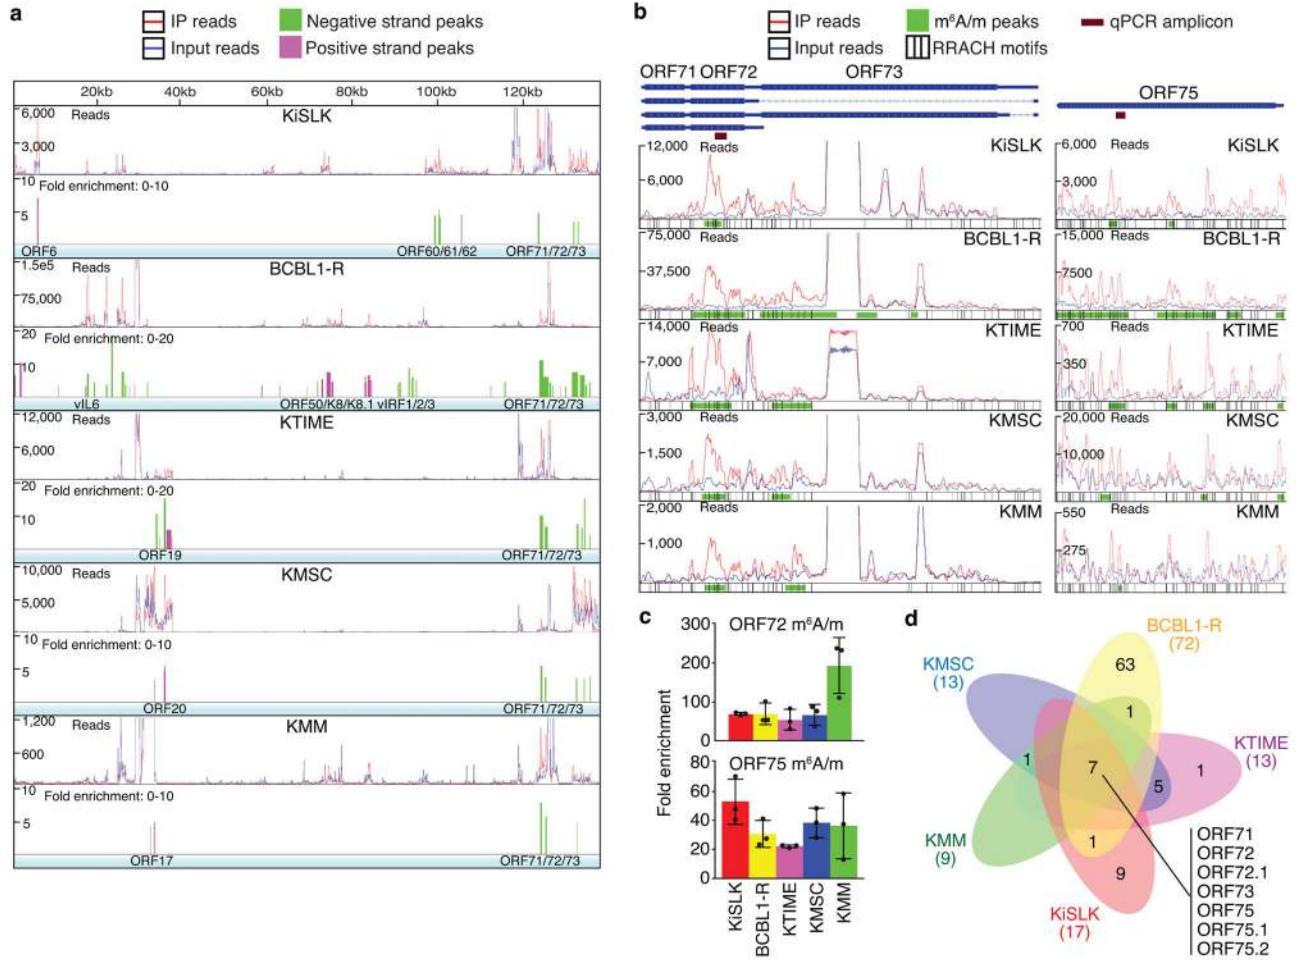 a
IP reads
Input reads
Negative strand peaks
Positive strand peaks
20kb 40kb 60kb 80kb 100kb 120kb
6,000 Reads KiSLK
3,000
10 Fold enrichment: 0-10
5
ORF6 ORF60/61/62 ORF71/72/73
1.5e5 Reads BCBL1-R
75,000
20 Fold enrichment: 0-20
10
vIL6 ORF50/K8/K8.1 vIRF1/2/3 ORF71/72/73
12,000 Reads KTIME
6,000
20 Fold enrichment: 0-20
10
ORF19 ORF71/72/73
10,000 Reads KMSC
5,000
10 Fold enrichment: 0-10
5
ORF20 ORF71/72/73
1,200 Reads KMM
600
10 Fold enrichment: 0-10
5
ORF17 ORF71/72/73
b
IP reads
Input reads
m⁶A/m peaks
RRACH motifs
qPCR amplicon
ORF71 ORF72 ORF73
12,000 Reads KiSLK
6,000
75,000 Reads BCBL1-R
37,500
14,000 Reads KTIME
7,000
3,000 Reads KMSC
1,500
2,000 Reads KMM
1,000
ORF75
6,000 Reads KiSLK
3,000
15,000 Reads BCBL1-R
7500
700 Reads KTIME
350
20,000 Reads KMSC
10,000
550 Reads KMM
275
c
Fold enrichment
ORF72 m⁶A/m
300
200
100
0
ORF75 m⁶A/m
80
60
40
20
0
KiSLK
BCBL1-R
KTIME
KMSC
KMM
d
BCBL1-R
(72)
KMSC
(13)
KTIME
(13)
KMM
(9)
KiSLK
(17)
63
1
1
7
5
1
1
9
ORF71
ORF72
ORF72.1
ORF73
ORF75
ORF75.1
ORF75.2